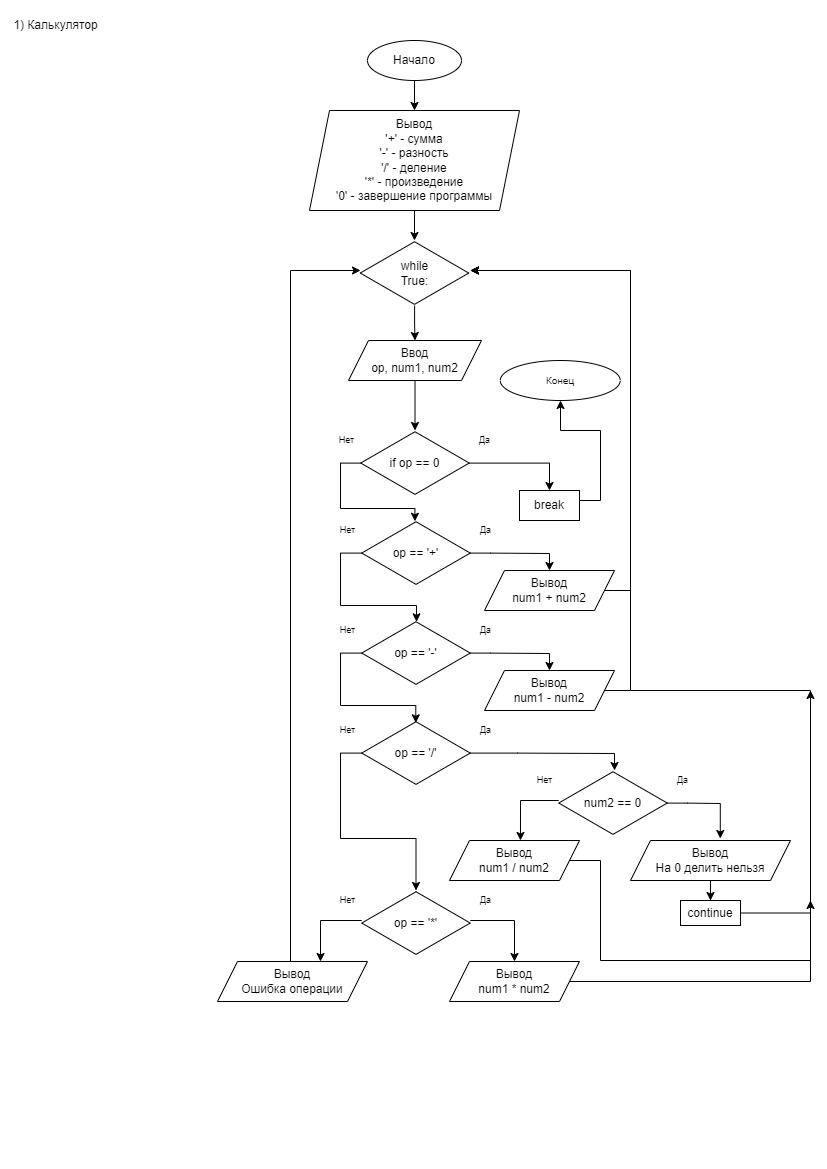 1) Калькулятор
Начало
Вывод
'+' - сумма
'-' - разность
'/' - деление
'*' - произведение
'0' - завершение программы
while
True:
Ввод
op, num1, num2
Конец
Нет
Да
if op == 0
break
Нет
Да
op == '+'
Вывод
num1 + num2
Нет
Да
op == '-'
Вывод
num1 - num2
Нет
Да
op == '/'
Нет
Да
num2 == 0
Вывод
num1 / num2
Вывод
На 0 делить нельзя
continue
Нет
Да
op == '*'
Вывод
Ошибка операции
Вывод
num1 * num2